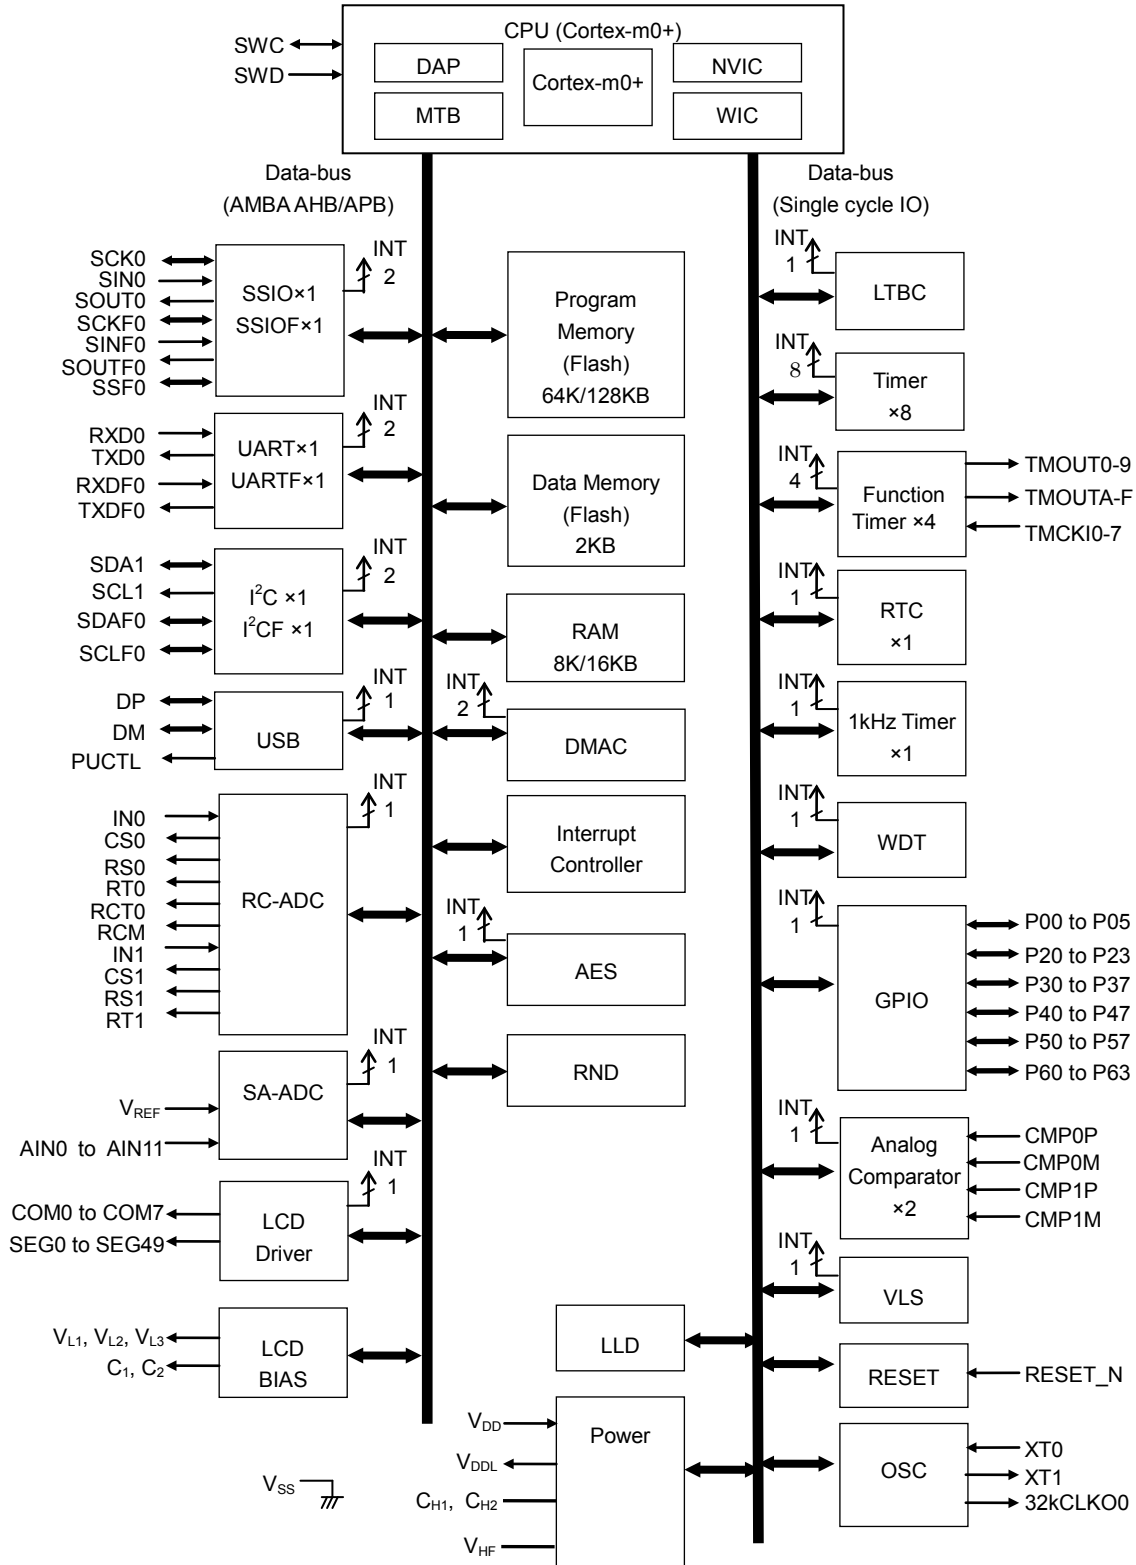 CPU (Cortex-m0+)
SWC
SWD
DAP
MTB
Cortex-m0+
NVIC
WIC
Data-bus
(AMBA AHB/APB)
Data-bus
(Single cycle IO)
SCK0
SIN0
SOUT0
SCKF0
SINF0
SOUTF0
SSF0
SSIO×1
SSIOF×1
INT
2
RXD0
TXD0
RXDF0
TXDF0
UART×1
UARTF×1
INT
2
SDA1
SCL1
SDAF0
SCLF0
I²C ×1
I²CF ×1
INT
2
DP
DM
PUCTL
USB
INT
1
IN0
CS0
RS0
RT0
RCT0
RCM
IN1
CS1
RS1
RT1
RC-ADC
INT
1
VREF
AIN0 to AIN11
SA-ADC
INT
1
COM0 to COM7
SEG0 to SEG49
LCD
Driver
INT
1
VL1, VL2, VL3
C1, C2
LCD
BIAS
VSS
Program
Memory
(Flash)
64K/128KB
Data Memory
(Flash)
2KB
RAM
8K/16KB
INT
2
DMAC
Interrupt
Controller
INT
1
AES
RND
LLD
VDD
VDDL
CH1, CH2
VHF
Power
INT
1
LTBC
INT
8
Timer
×8
INT
4
Function
Timer ×4
TMOUT0-9
TMOUTA-F
TMCKI0-7
INT
1
RTC
×1
INT
1
1kHz Timer
×1
INT
1
WDT
INT
1
GPIO
P00 to P05
P20 to P23
P30 to P37
P40 to P47
P50 to P57
P60 to P63
INT
1
Analog
Comparator
×2
CMP0P
CMP0M
CMP1P
CMP1M
INT
1
VLS
RESET
RESET_N
OSC
XT0
XT1
32kCLKO0